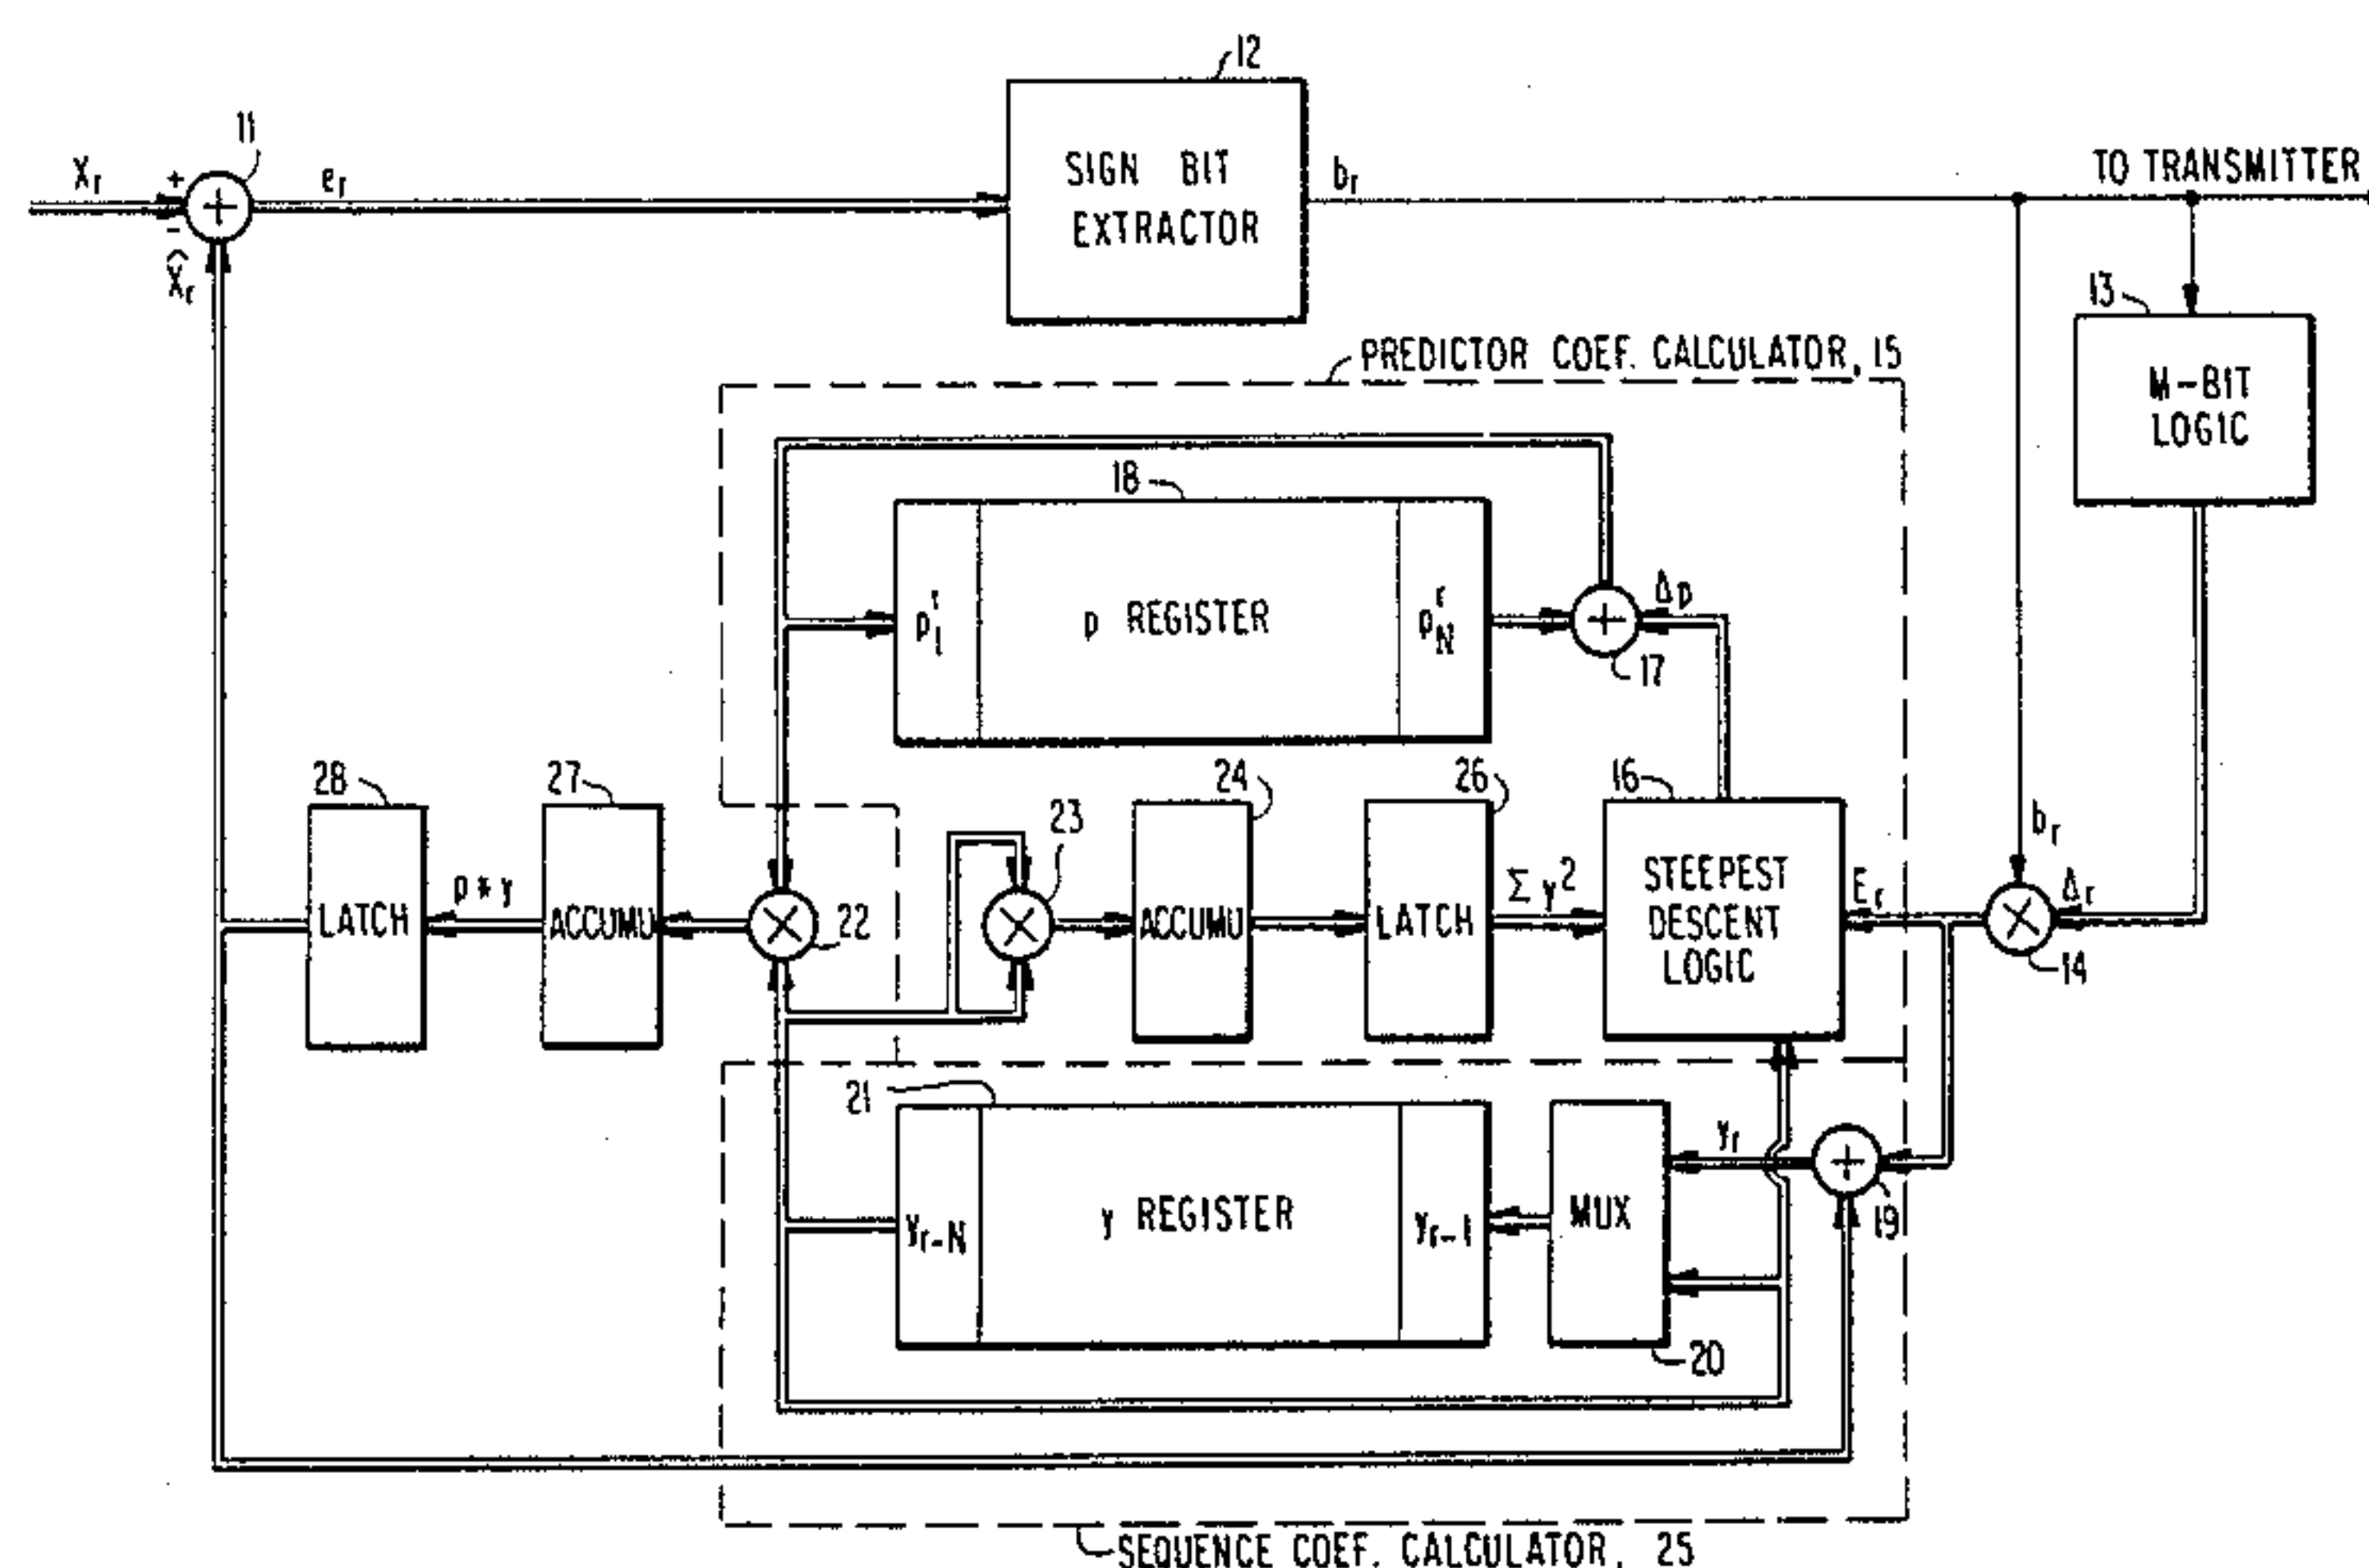 12
11
Xr
+
er
SIGN BIT
EXTRACTOR
br
TO TRANSMITTER
-
X̂r
13
M-BIT
LOGIC
PREDICTOR COEF. CALCULATOR, 15
18
p REGISTER
Δp
17
28
27
24
26
16
23
LATCH
p*y
ACCUMU
22
ACCUMU
LATCH
Σy²
STEEPEST
DESCENT
LOGIC
Er
br
Δr
14
21
yr-N
y REGISTER
yr-1
MUX
yr
19
20
SEQUENCE COEF. CALCULATOR, 25